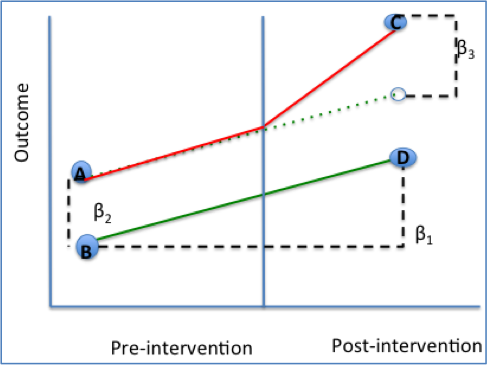 C
β3
Outcome
A
D
β2
β1
B
Pre-intervention
Post-intervention